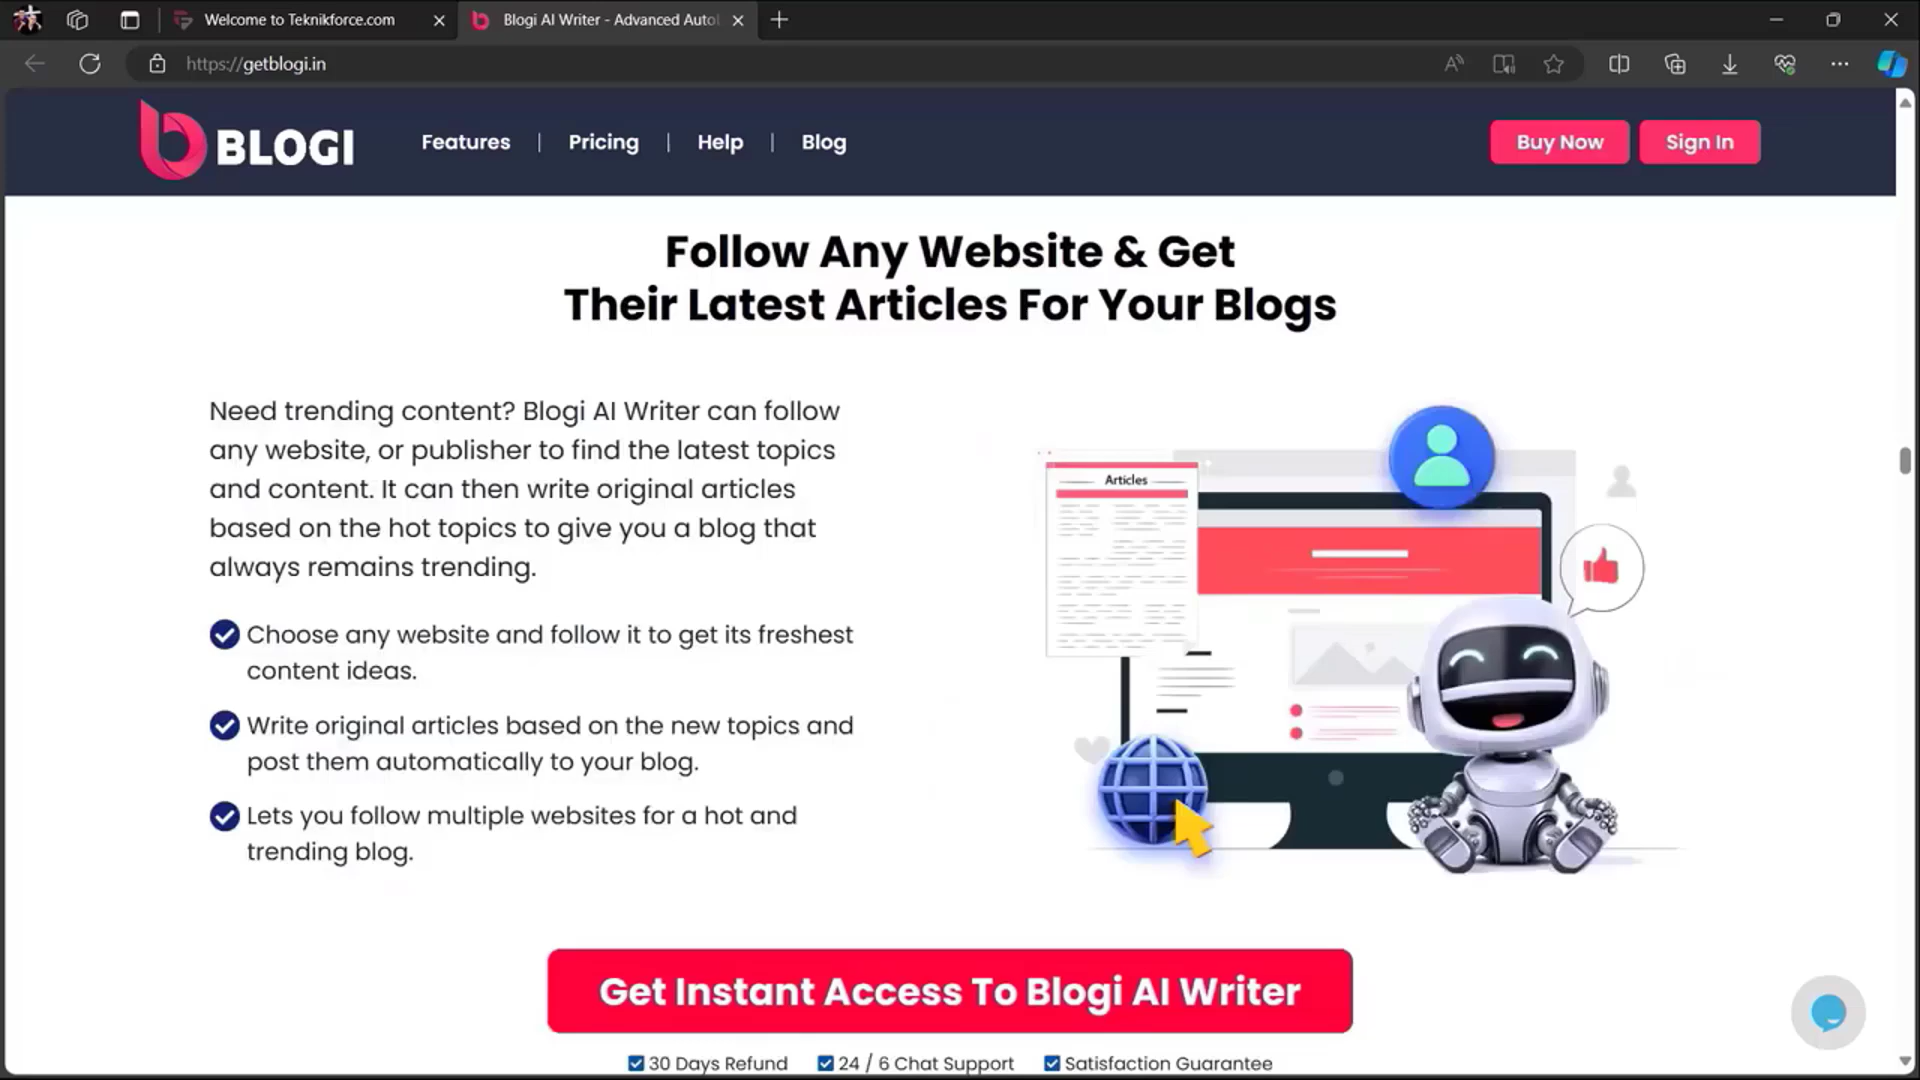 Welcome to Teknikforce.com
Blogi AI Writer - Advanced Auto
https://getblogi.in
BLOGI
Features | Pricing | Help | Blog
Buy Now
Sign In
Follow Any Website & Get
Their Latest Articles For Your Blogs
Need trending content? Blogi AI Writer can follow
any website, or publisher to find the latest topics
and content. It can then write original articles
based on the hot topics to give you a blog that
always remains trending.
Choose any website and follow it to get its freshest
content ideas.
Write original articles based on the new topics and
post them automatically to your blog.
Lets you follow multiple websites for a hot and
trending blog.
Articles
Get Instant Access To Blogi AI Writer
30 Days Refund
24 / 6 Chat Support
Satisfaction Guarantee